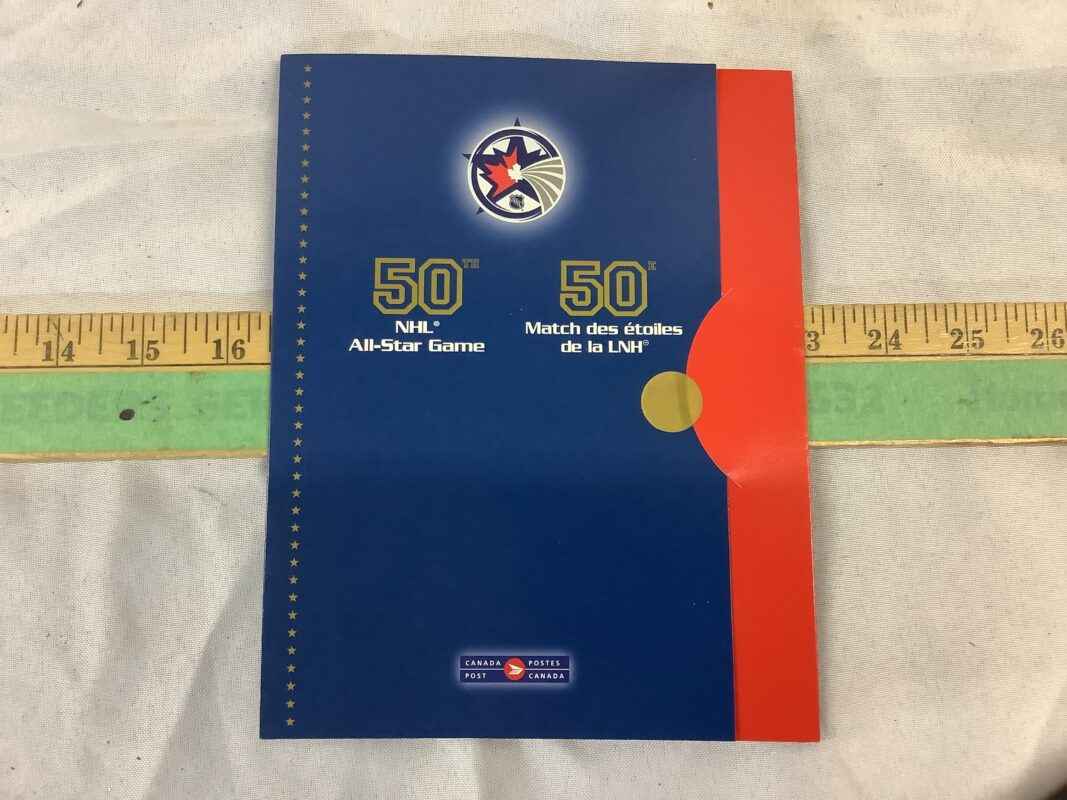 50TH
NHL®
All-Star Game
50E
Match des étoiles
de la LNH®
CANADA POSTES
POST CANADA
14 15 16
3 24 25 26